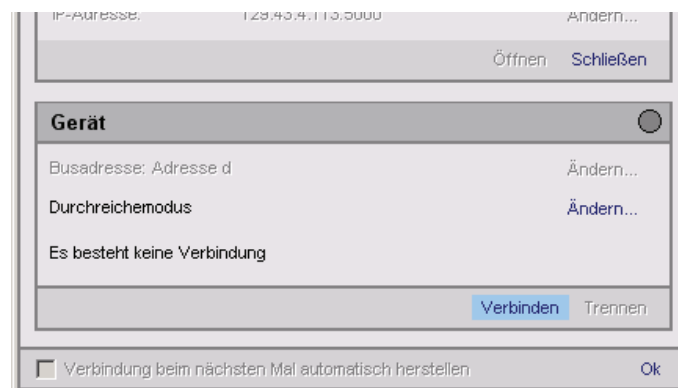 IP-Adresse: 129.43.4.113:5000 Ändern...
Öffnen Schließen
Gerät
Busadresse: Adresse d Ändern...
Durchreichemodus Ändern...
Es besteht keine Verbindung
Verbinden Trennen
Verbindung beim nächsten Mal automatisch herstellen Ok